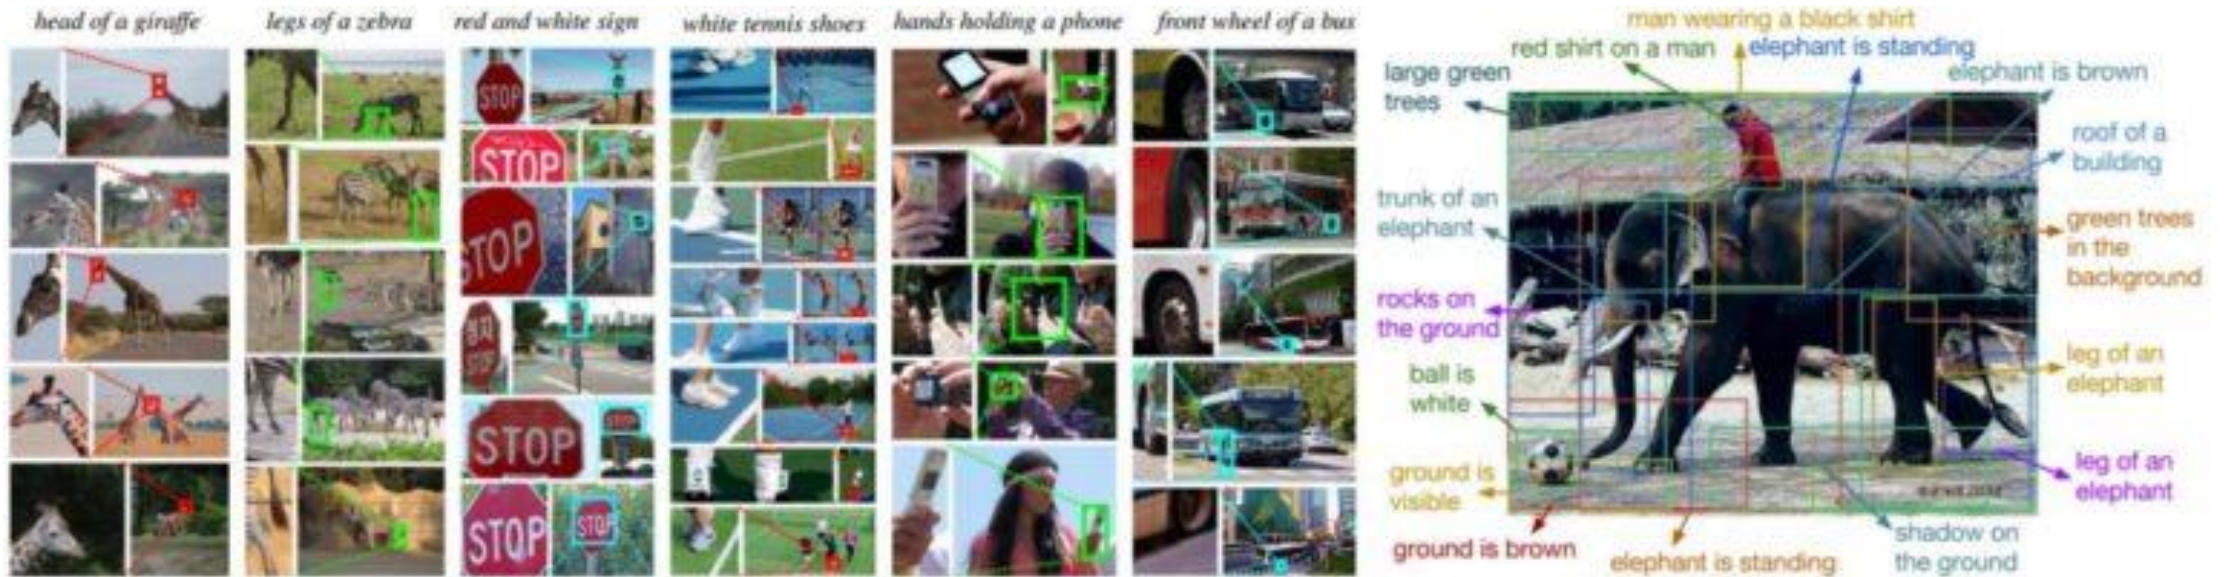 head of a giraffe
legs of a zebra
red and white sign
white tennis shoes
hands holding a phone
front wheel of a bus
STOP
STOP
STOP
STOP
STOP
man wearing a black shirt
red shirt on a man
elephant is standing
large green
trees
elephant is brown
roof of a
building
trunk of an
elephant
green trees
in the
background
rocks on
the ground
leg of an
elephant
ball is
white
ground is
visible
leg of an
elephant
ground is brown
elephant is standing
shadow on
the ground